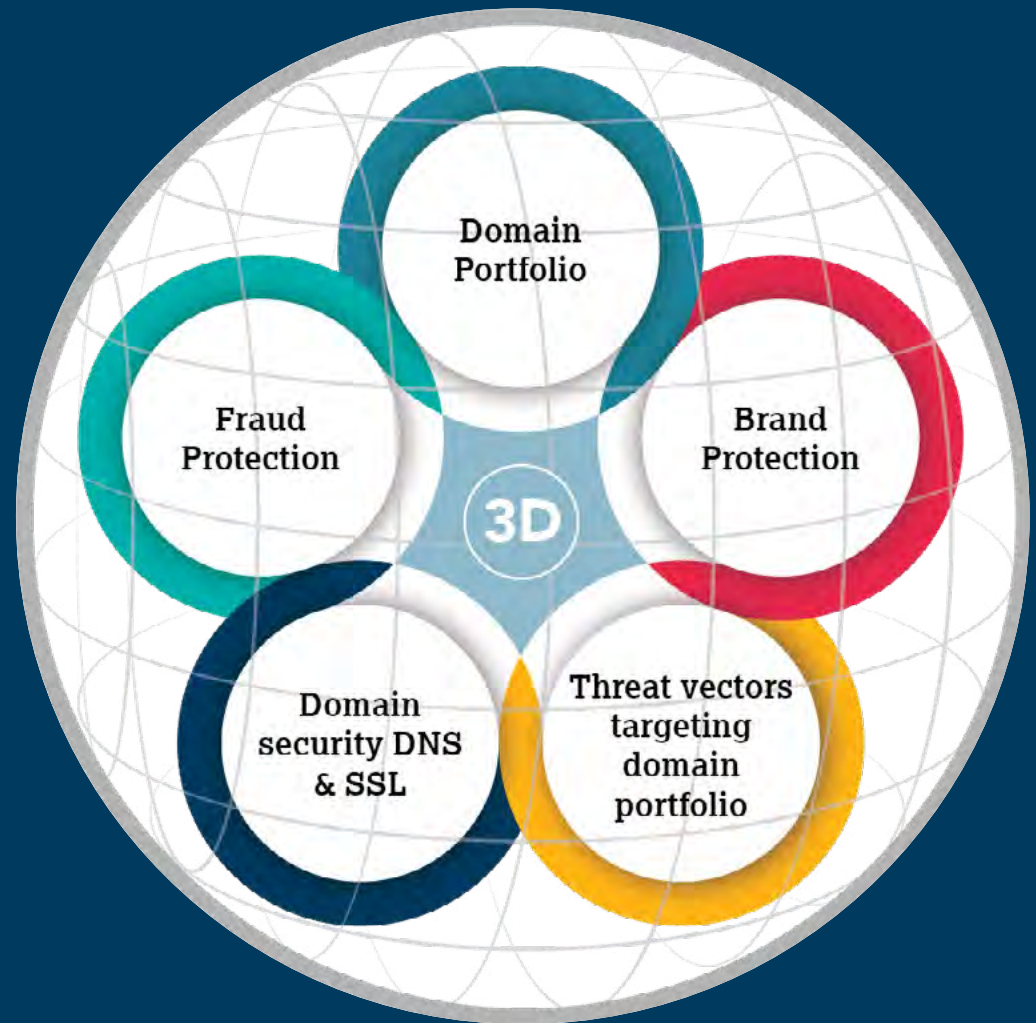 Domain
Portfolio
Fraud
Protection
Brand
Protection
3D
Domain
security DNS
& SSL
Threat vectors
targeting
domain
portfolio